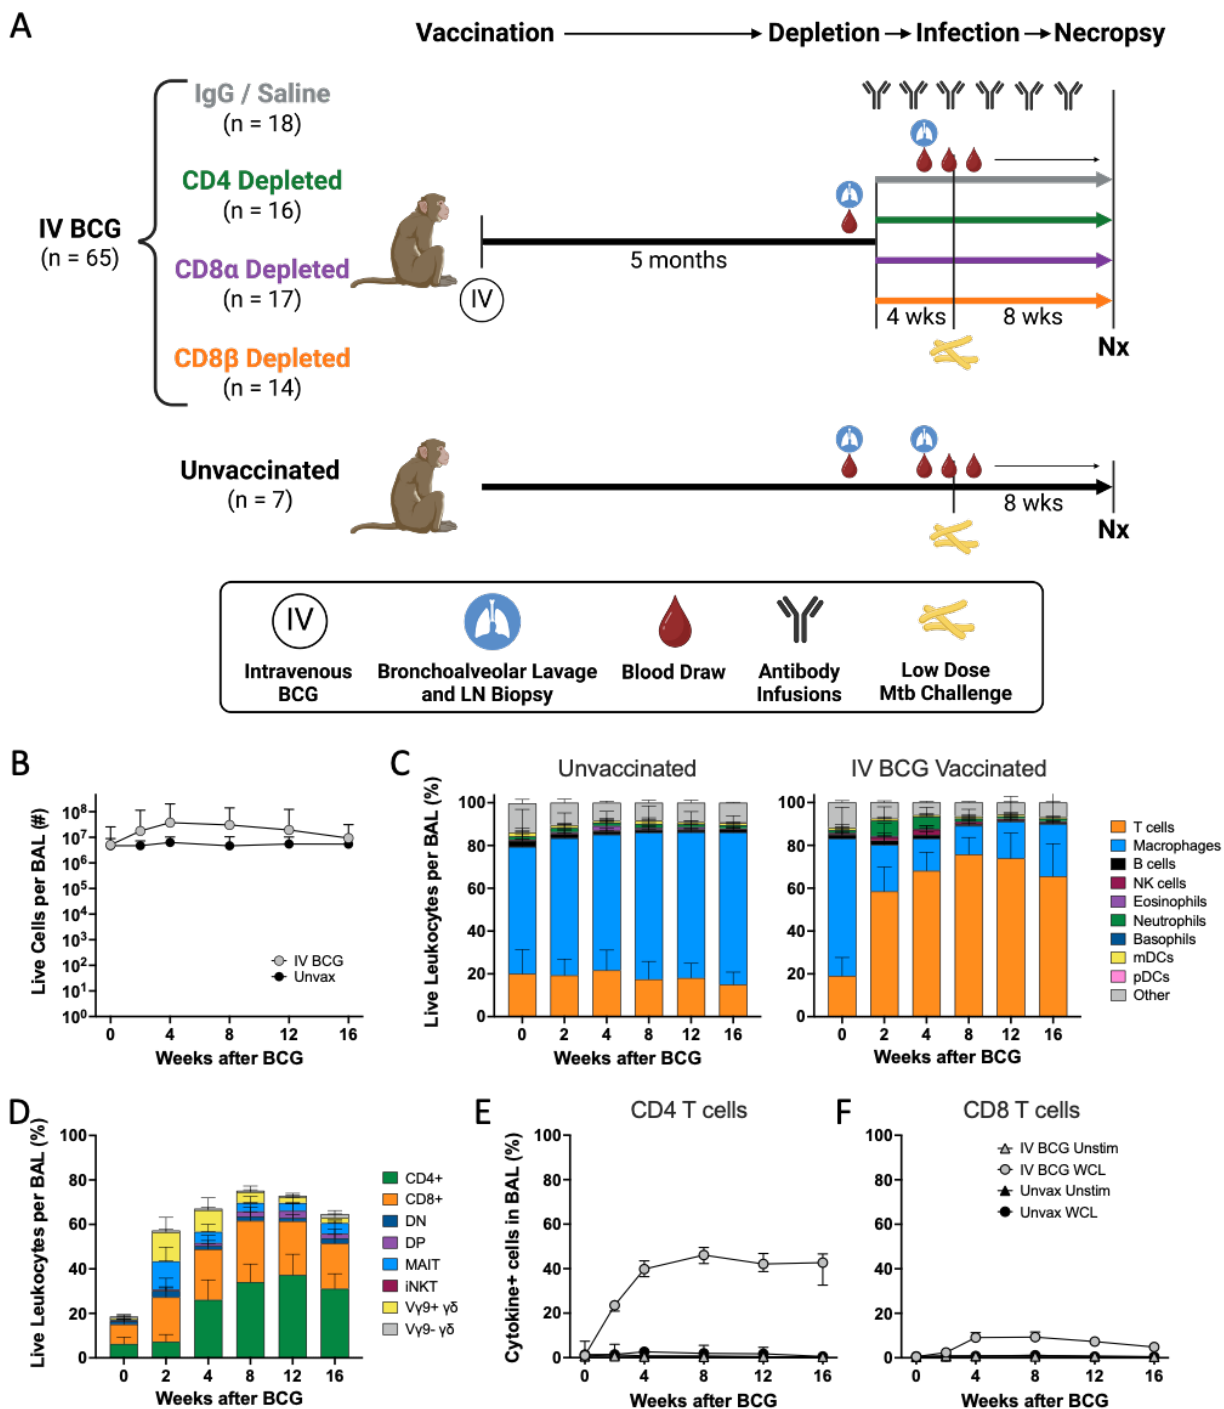 A
Vaccination
Depletion
Infection
Necropsy
IgG / Saline
(n = 18)
CD4 Depleted
(n = 16)
IV BCG
(n = 65)
CD8α Depleted
(n = 17)
CD8β Depleted
(n = 14)
IV
5 months
4 wks
8 wks
Nx
Unvaccinated
(n = 7)
8 wks
Nx
IV
Intravenous
BCG
Bronchoalveolar Lavage
and LN Biopsy
Blood Draw
Antibody
Infusions
Low Dose
Mtb Challenge
B
Live Cells per BAL (#)
10⁸
10⁷
10⁶
10⁵
10⁴
10³
10²
10¹
10⁰
IV BCG
Unvax
0 4 8 12 16
Weeks after BCG
C
Unvaccinated
Live Leukocytes per BAL (%)
100
80
60
40
20
0
0 2 4 8 12 16
Weeks after BCG
IV BCG Vaccinated
100
80
60
40
20
0
0 2 4 8 12 16
Weeks after BCG
T cells
Macrophages
B cells
NK cells
Eosinophils
Neutrophils
Basophils
mDCs
pDCs
Other
D
Live Leukocytes per BAL (%)
100
80
60
40
20
0
0 2 4 8 12 16
Weeks after BCG
CD4+
CD8+
DN
DP
MAIT
iNKT
Vγ9+ γδ
Vγ9- γδ
E
CD4 T cells
Cytokine+ cells in BAL (%)
100
80
60
40
20
0
0 4 8 12 16
Weeks after BCG
F
CD8 T cells
100
80
60
40
20
0
IV BCG Unstim
IV BCG WCL
Unvax Unstim
Unvax WCL
0 4 8 12 16
Weeks after BCG